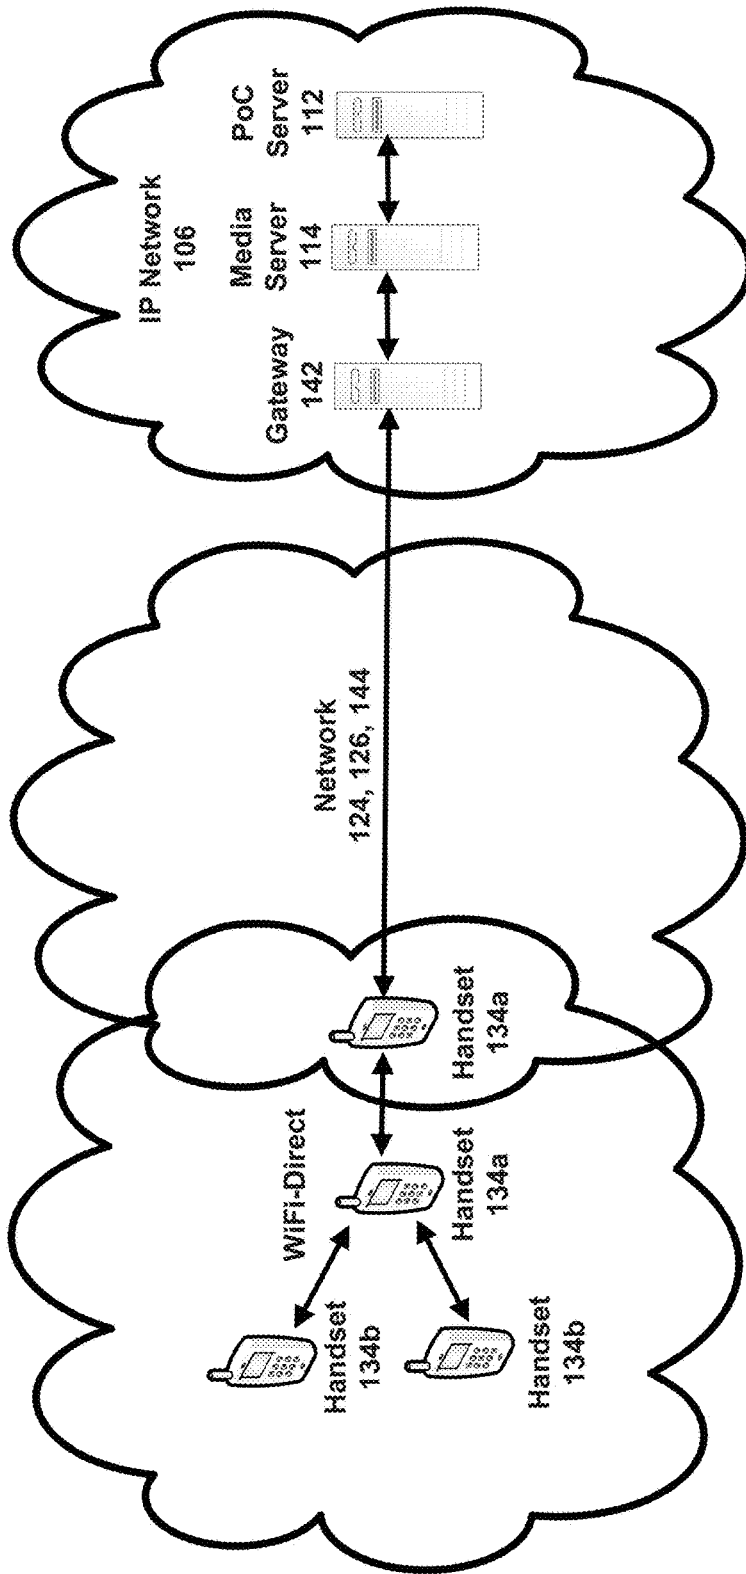 IP Network
106
Gateway
142
Media
Server
114
PoC
Server
112
Network
124, 126, 144
WiFi-Direct
Handset
134b
Handset
134b
Handset
134a
Handset
134a